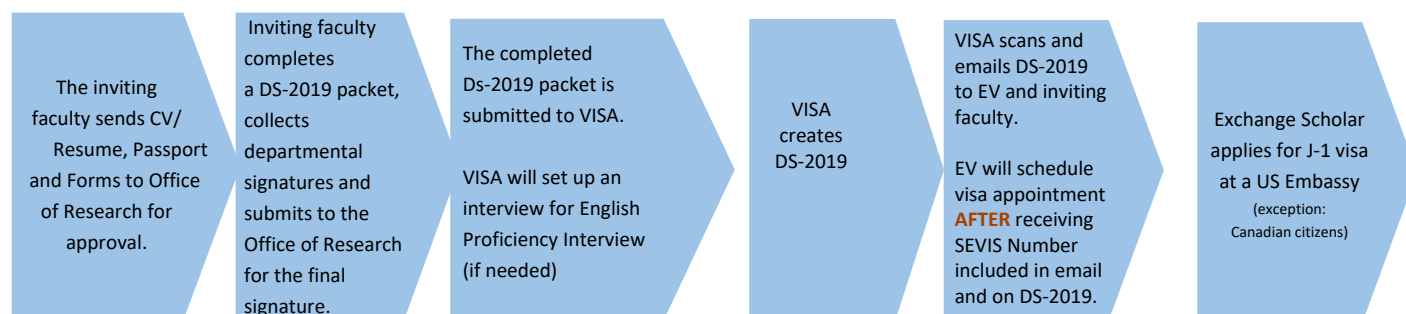 The inviting
faculty sends CV/
Resume, Passport
and Forms to Office
of Research for
approval.
Inviting faculty
completes
a DS-2019 packet,
collects
departmental
signatures and
submits to the
Office of Research
for the final
signature.
The completed
Ds-2019 packet is
submitted to VISA.
VISA will set up an
interview for English
Proficiency Interview
(if needed)
VISA
creates
DS-2019
VISA scans and
emails DS-2019
to EV and inviting
faculty.
EV will schedule
visa appointment
AFTER receiving
SEVIS Number
included in email
and on DS-2019.
Exchange Scholar
applies for J-1 visa
at a US Embassy
(exception:
Canadian citizens)